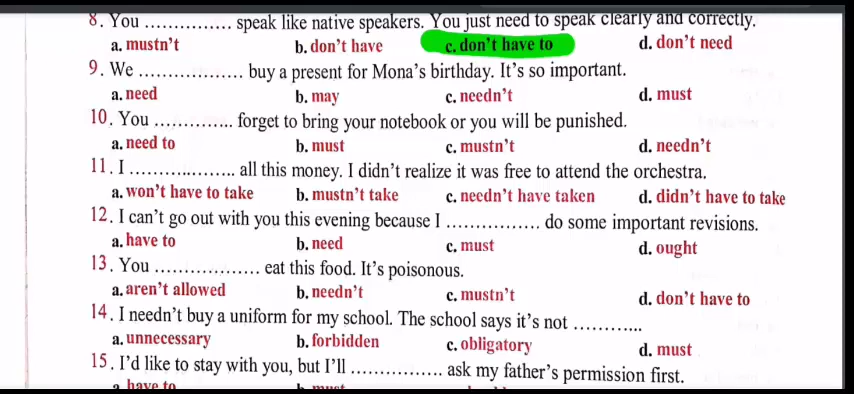 8. You .............. speak like native speakers. You just need to speak clearly and correctly.
a. mustn't b. don't have c. don't have to d. don't need
9. We .................. buy a present for Mona's birthday. It's so important.
a. need b. may c. needn't d. must
10. You ............. forget to bring your notebook or you will be punished.
a. need to b. must c. mustn't d. needn't
11. I .................. all this money. I didn't realize it was free to attend the orchestra.
a. won't have to take b. mustn't take c. needn't have taken d. didn't have to take
12. I can't go out with you this evening because I ................ do some important revisions.
a. have to b. need c. must d. ought
13. You .................. eat this food. It's poisonous.
a. aren't allowed b. needn't c. mustn't d. don't have to
14. I needn't buy a uniform for my school. The school says it's not ............
a. unnecessary b. forbidden c. obligatory d. must
15. I'd like to stay with you, but I'll ................ ask my father's permission first.
a. have to b. must